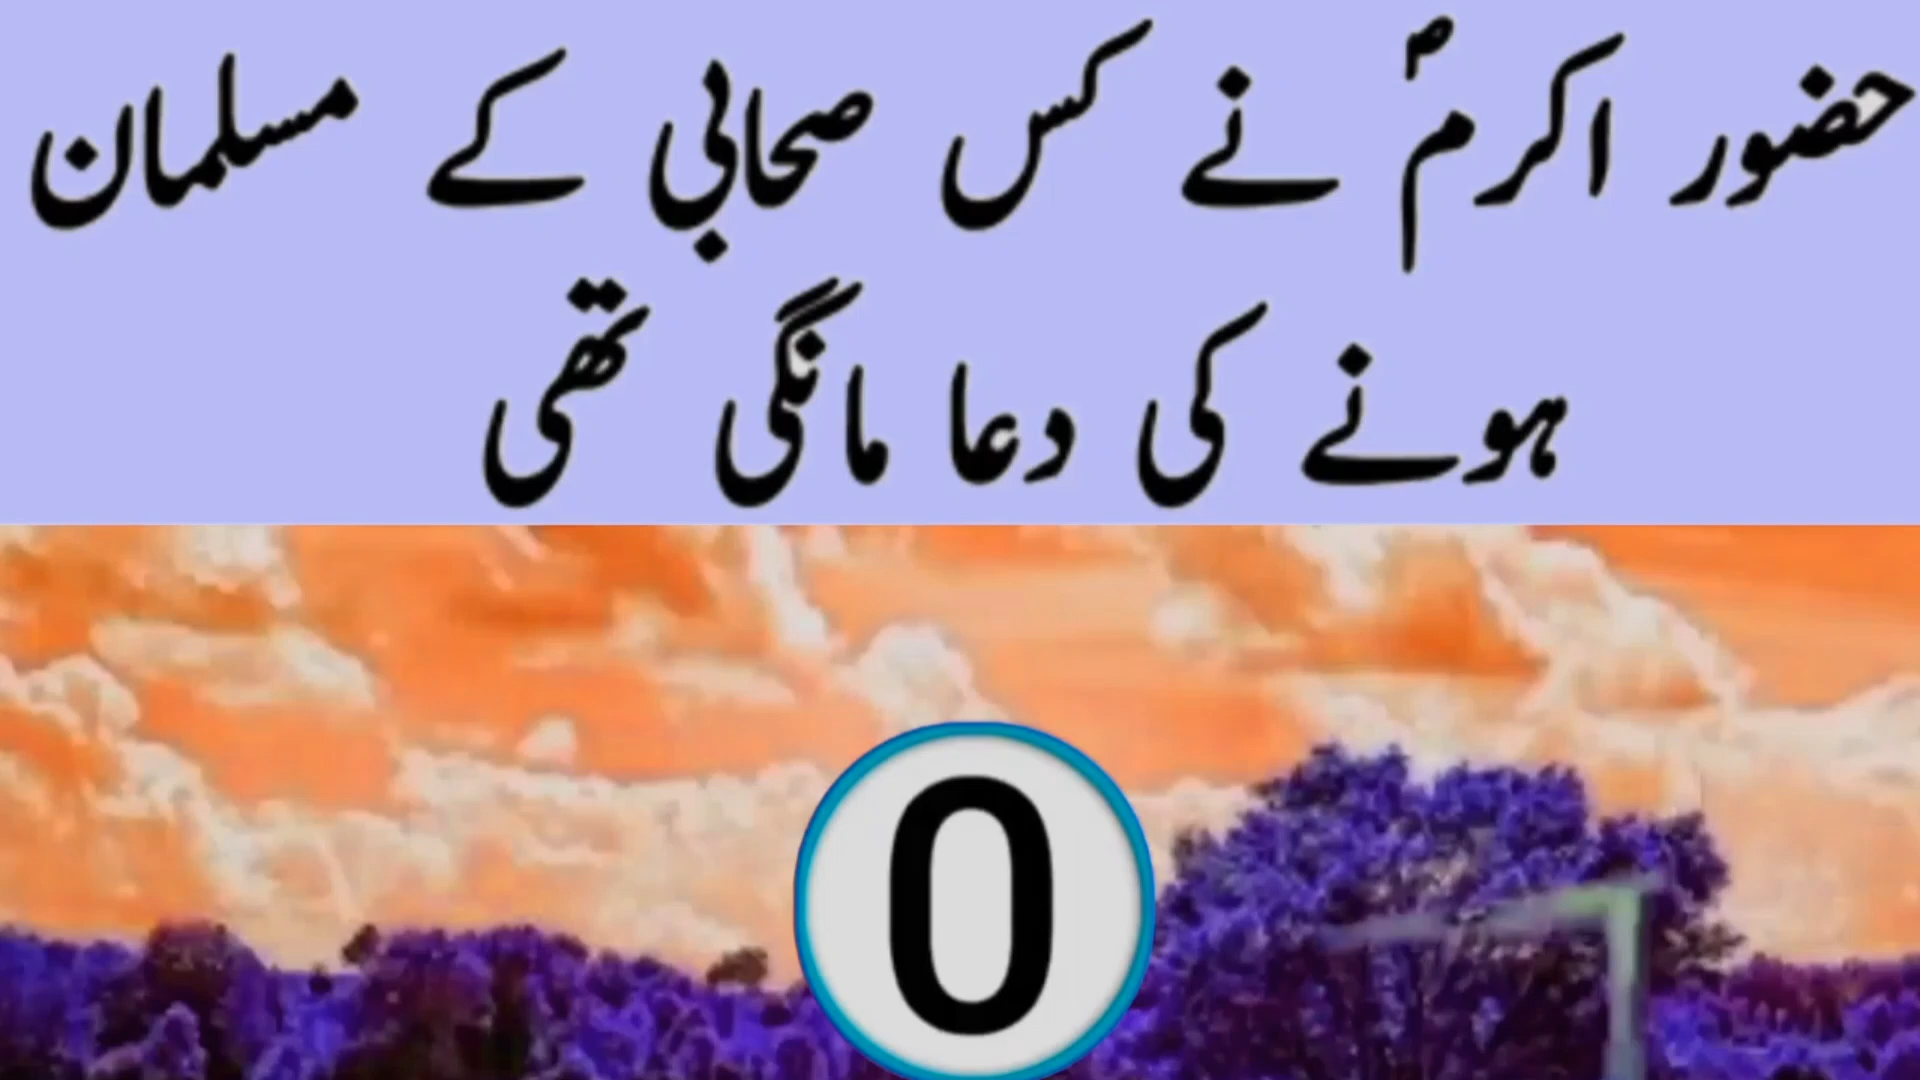 حضور اکرمؐ نے کس صحابی کے مسلمان
ہونے کی دعا مانگی تھی
0